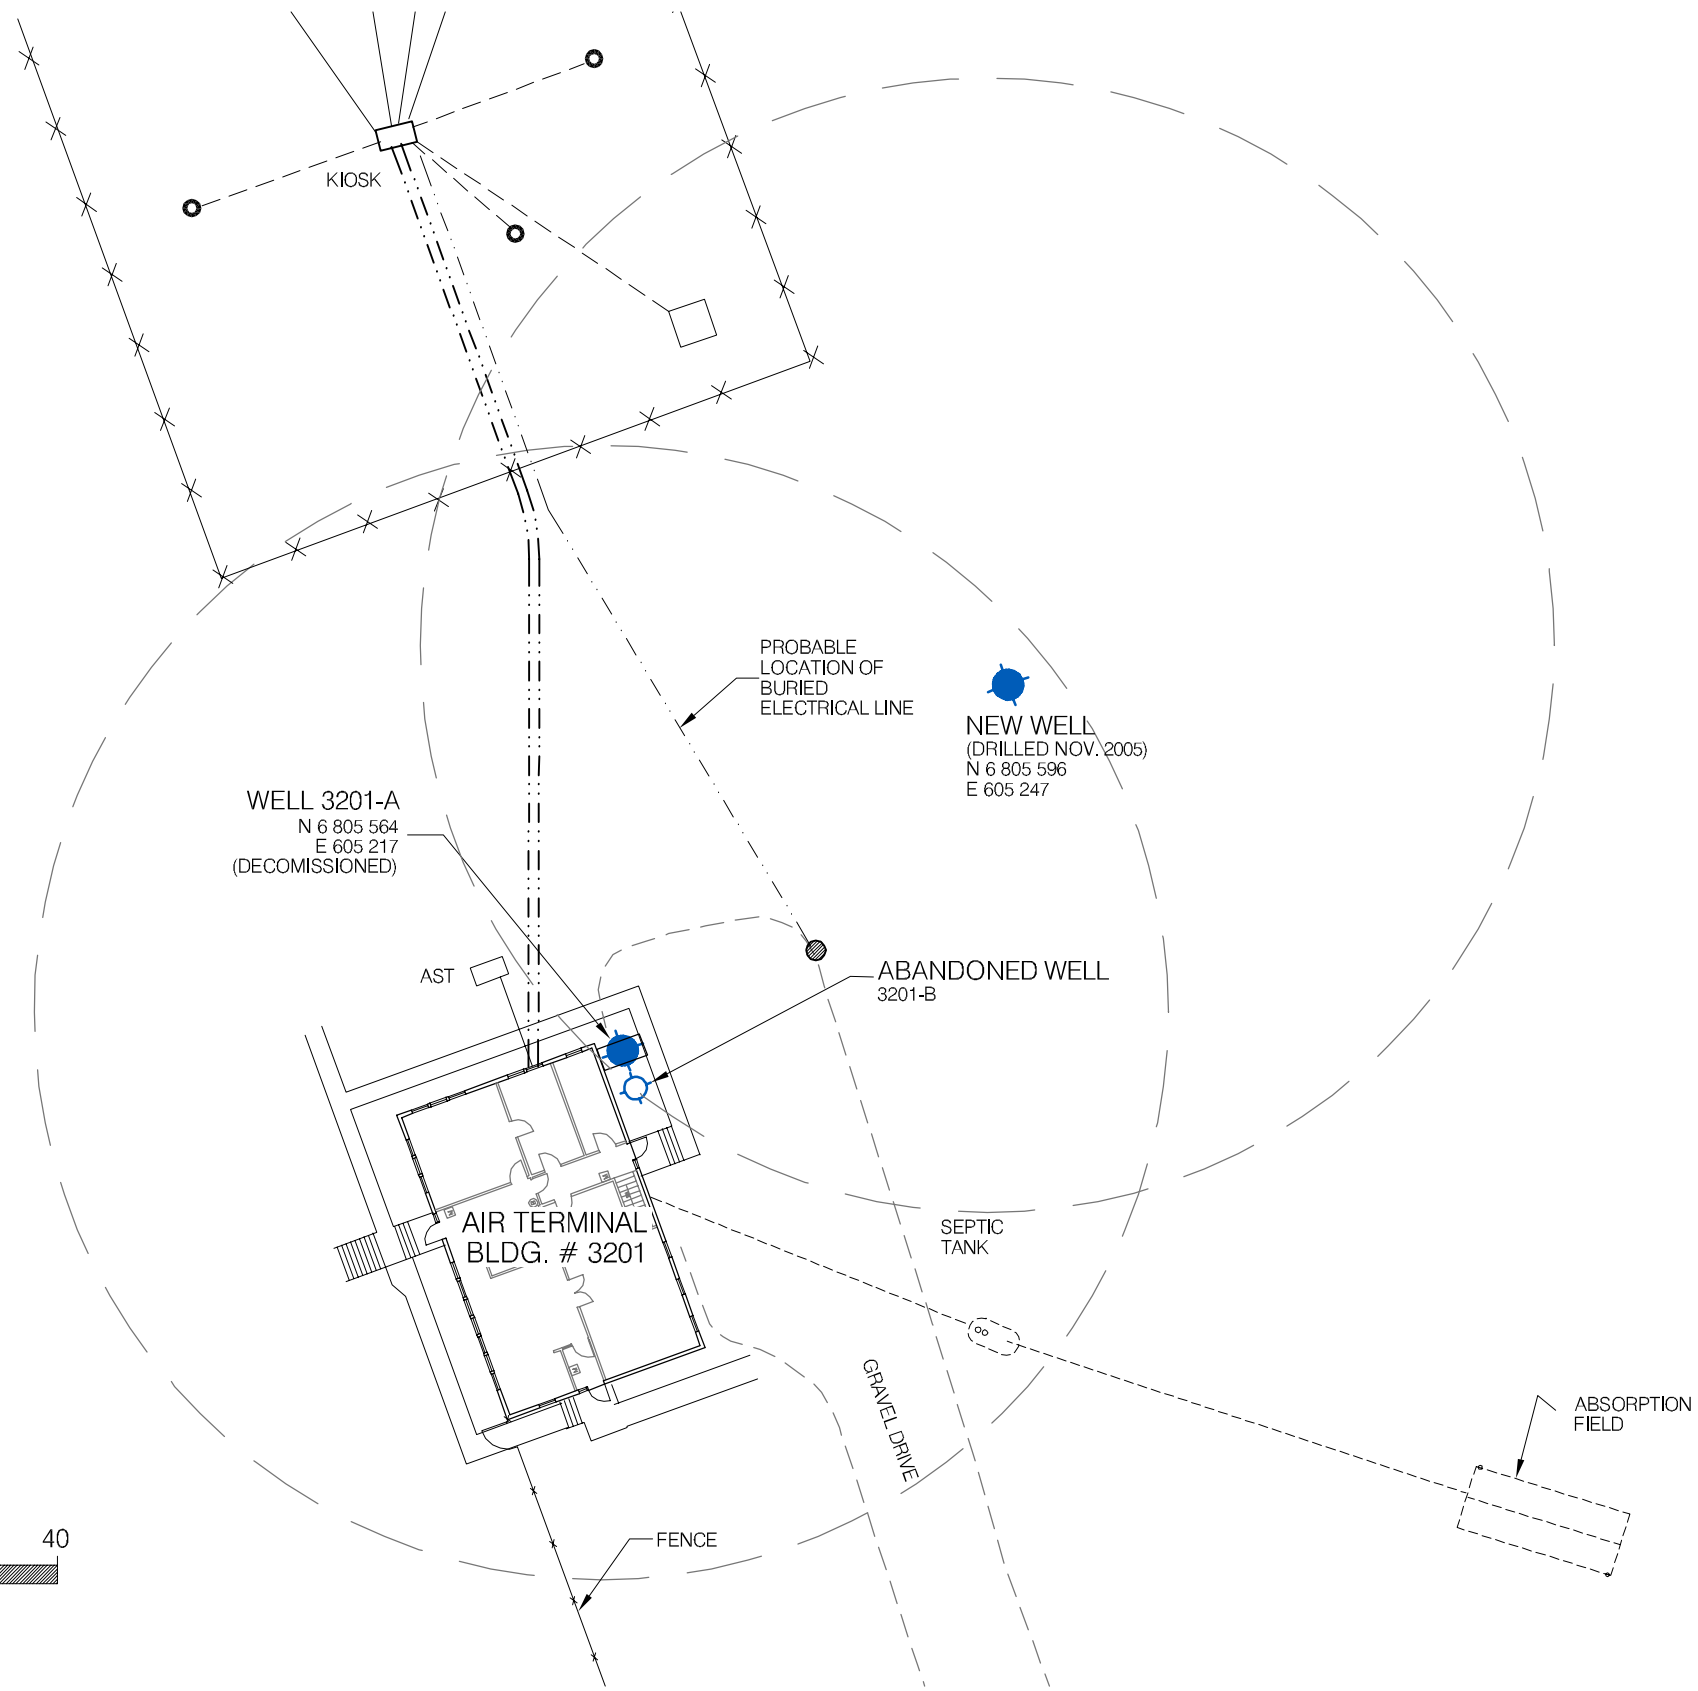 KIOSK
PROBABLE
LOCATION OF
BURIED
ELECTRICAL LINE
NEW WELL
(DRILLED NOV. 2005)
N 6 805 596
E 605 247
WELL 3201-A
N 6 805 564
E 605 217
(DECOMISSIONED)
AST
ABANDONED WELL
3201-B
AIR TERMINAL
BLDG. # 3201
SEPTIC
TANK
GRAVEL DRIVE
ABSORPTION
FIELD
40
FENCE